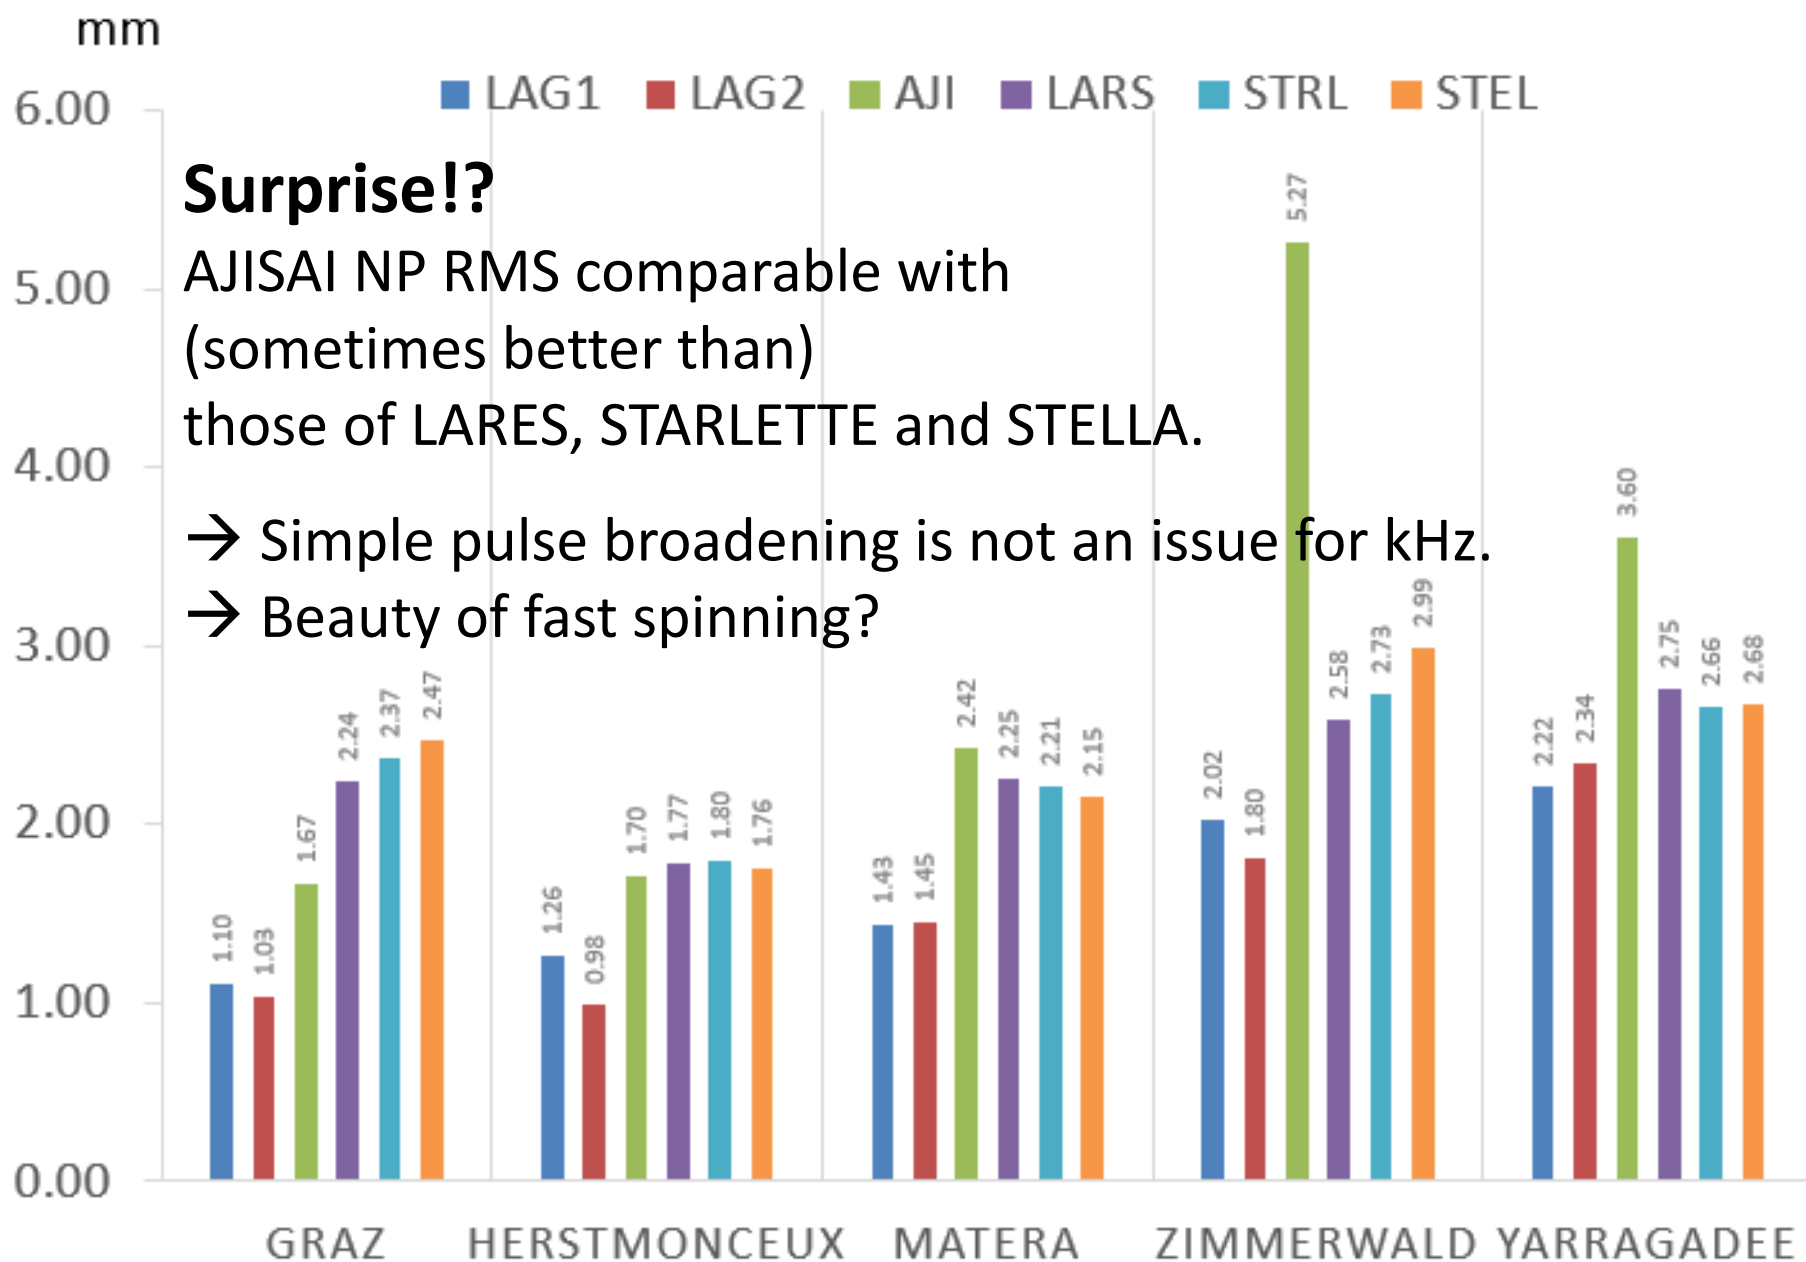 mm
LAG1 LAG2 AJI LARS STRL STEL
6.00
5.00
4.00
3.00
2.00
1.00
0.00
Surprise!?
AJISAI NP RMS comparable with
(sometimes better than)
those of LARES, STARLETTE and STELLA.
→ Simple pulse broadening is not an issue for kHz.
→ Beauty of fast spinning?
1.10 1.03 1.67 2.24 2.37 2.47
1.26 0.98 1.70 1.77 1.80 1.76
1.43 1.45 2.42 2.25 2.21 2.15
2.02 1.80 5.27 2.58 2.73 2.99
2.22 2.34 3.60 2.75 2.66 2.68
GRAZ HERSTMONCEUX MATERA ZIMMERWALD YARRAGADEE